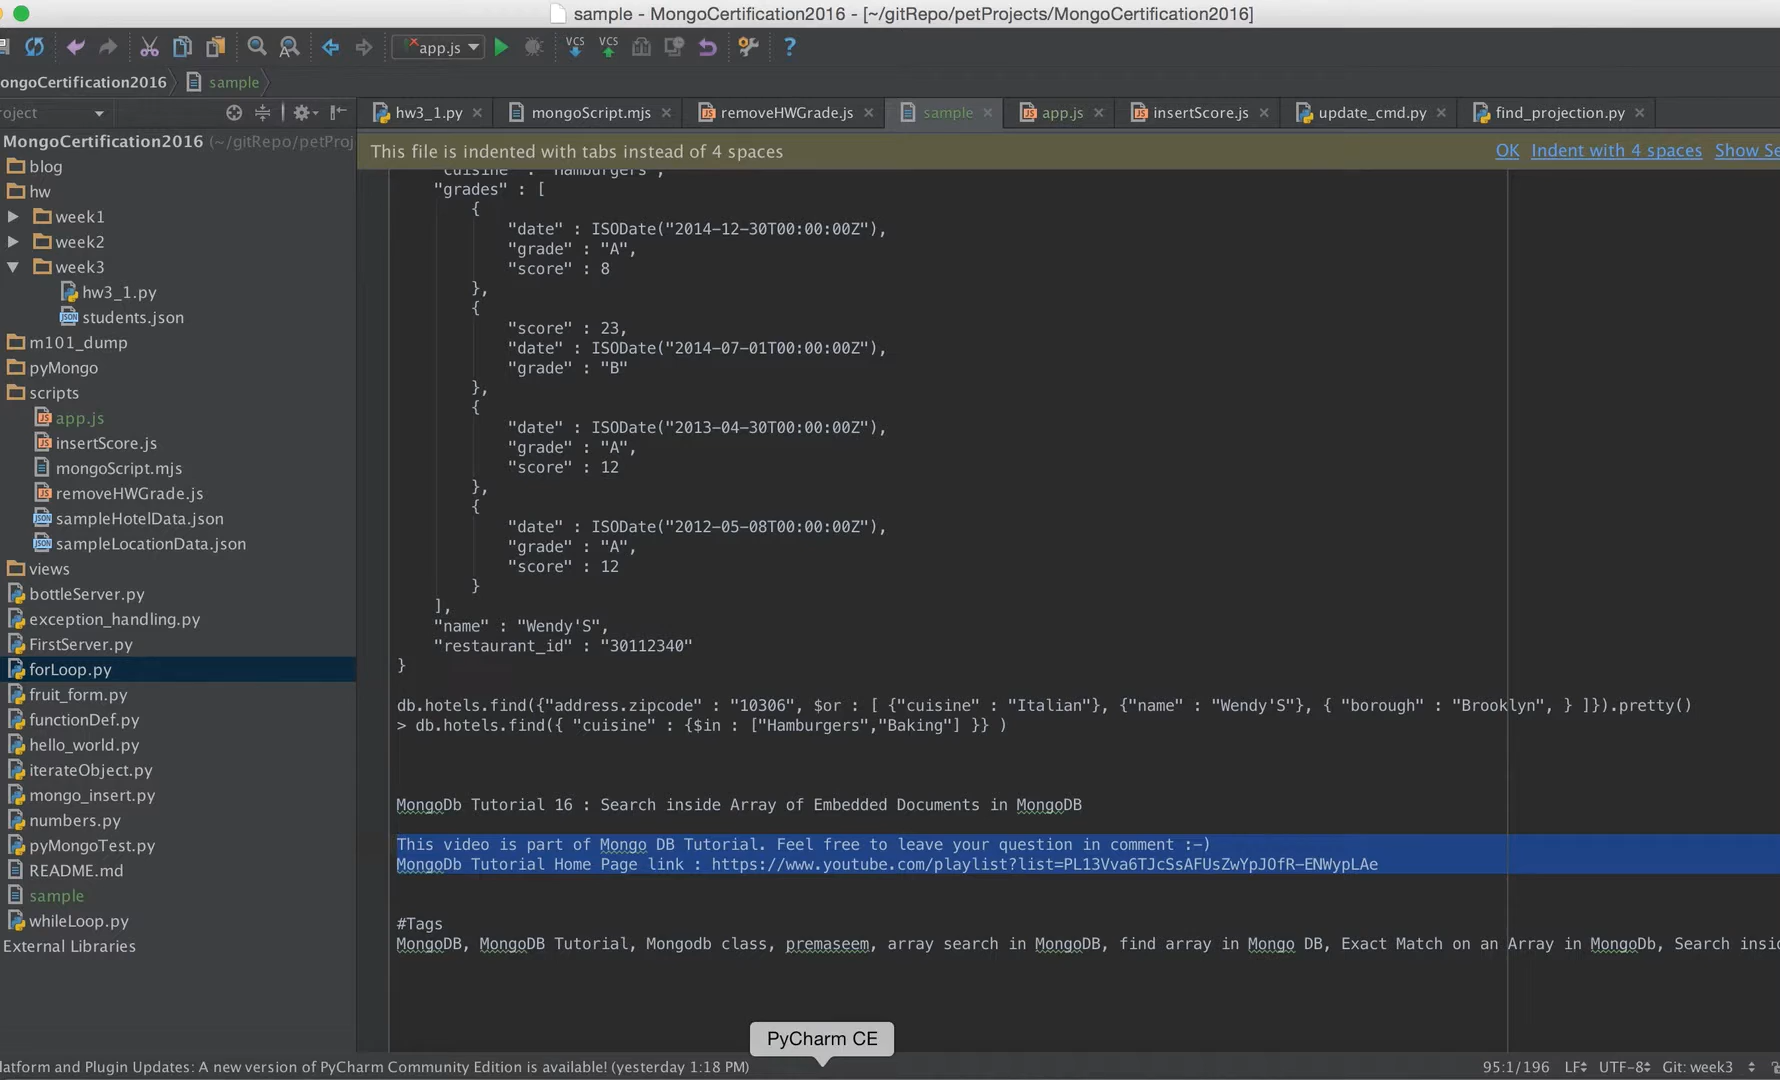 sample - MongoCertification2016 - [~/gitRepo/petProjects/MongoCertification2016]
app.js
VCS VCS
ongoCertification2016 sample
roject
hw3_1.py mongoScript.mjs removeHWGrade.js sample app.js insertScore.js update_cmd.py find_projection.py
This file is indented with tabs instead of 4 spaces OK Indent with 4 spaces Show Se
MongoCertification2016 (~/gitRepo/petProj
blog
hw
week1
week2
week3
hw3_1.py
students.json
m101_dump
pyMongo
scripts
app.js
insertScore.js
mongoScript.mjs
removeHWGrade.js
sampleHotelData.json
sampleLocationData.json
views
bottleServer.py
exception_handling.py
FirstServer.py
forLoop.py
fruit_form.py
functionDef.py
hello_world.py
iterateObject.py
mongo_insert.py
numbers.py
pyMongoTest.py
README.md
sample
whileLoop.py
External Libraries
"cuisine" : "Hamburgers",
"grades" : [
{
"date" : ISODate("2014-12-30T00:00:00Z"),
"grade" : "A",
"score" : 8
},
{
"score" : 23,
"date" : ISODate("2014-07-01T00:00:00Z"),
"grade" : "B"
},
{
"date" : ISODate("2013-04-30T00:00:00Z"),
"grade" : "A",
"score" : 12
},
{
"date" : ISODate("2012-05-08T00:00:00Z"),
"grade" : "A",
"score" : 12
}
],
"name" : "Wendy'S",
"restaurant_id" : "30112340"
}
db.hotels.find({"address.zipcode" : "10306", $or : [ {"cuisine" : "Italian"}, {"name" : "Wendy'S"}, { "borough" : "Brooklyn", } ]}).pretty()
> db.hotels.find({ "cuisine" : {$in : ["Hamburgers","Baking"] }} )
MongoDb Tutorial 16 : Search inside Array of Embedded Documents in MongoDB
This video is part of Mongo DB Tutorial. Feel free to leave your question in comment :-)
MongoDb Tutorial Home Page link : https://www.youtube.com/playlist?list=PL13Vva6TJcSsAFUsZwYpJOfR-ENWypLAe
#Tags
MongoDB, MongoDB Tutorial, Mongodb class, premaseem, array search in MongoDB, find array in Mongo DB, Exact Match on an Array in MongoDb, Search insid
PyCharm CE
latform and Plugin Updates: A new version of PyCharm Community Edition is available! (yesterday 1:18 PM) 95:1/196 LF UTF-8 Git: week3